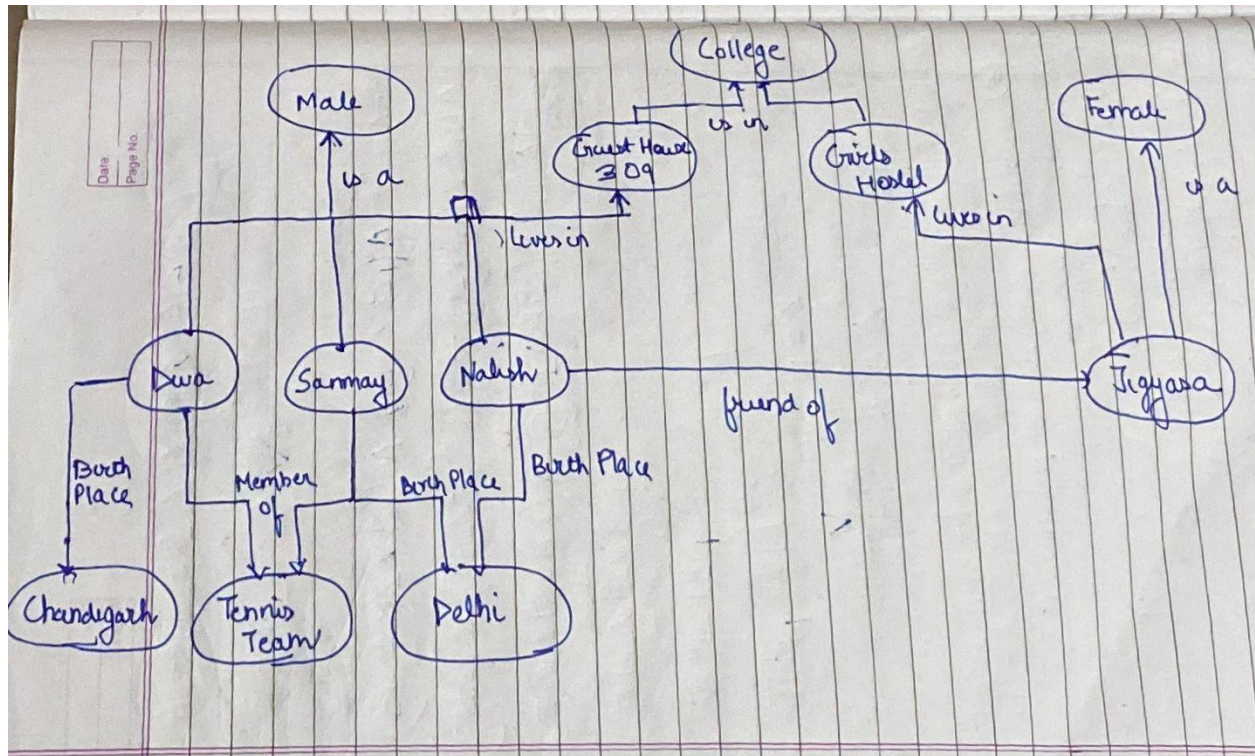 Date
Page No.
College
Male
Female
is in
Guest House
309
Girls
Hostel
is a
is a
lives in
lives in
Diva
Sanmay
Jigyasa
friend of
Birth
Place
Member
of
Birth Place
Birth Place
Chandigarh
Tennis
Team
Delhi